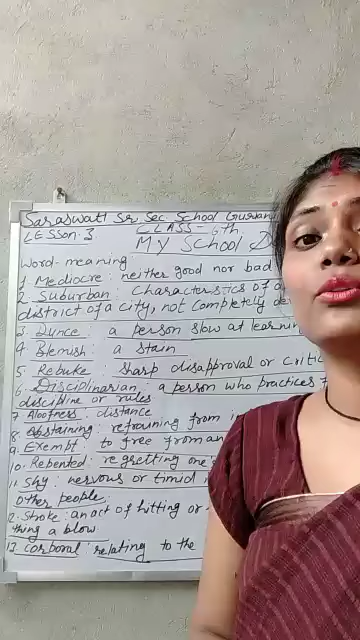 Saraswati Sr Sec School
LESSON. 3 CLASS- 6th
MY SCHOOL
Word-meaning
1 Mediocre: neither good nor bad
2. Suburban: Characteristics of a
district of a city, not completely
3. Dunce: a person slow at learnin
4. Blemish: a stain
5. Rebuke: sharp disapproval or critic
6. Disciplinarian: a person who practices
discipline or rules
7. Aloofness: distance
8. Abstaining: refraining from
9. Exempt to free from an
10. Repented: regretting one's
11. Shy: nervous or timid
other people.
12. Stroke: an act of hitting or
thing a blow
13 Corporal: relating to the